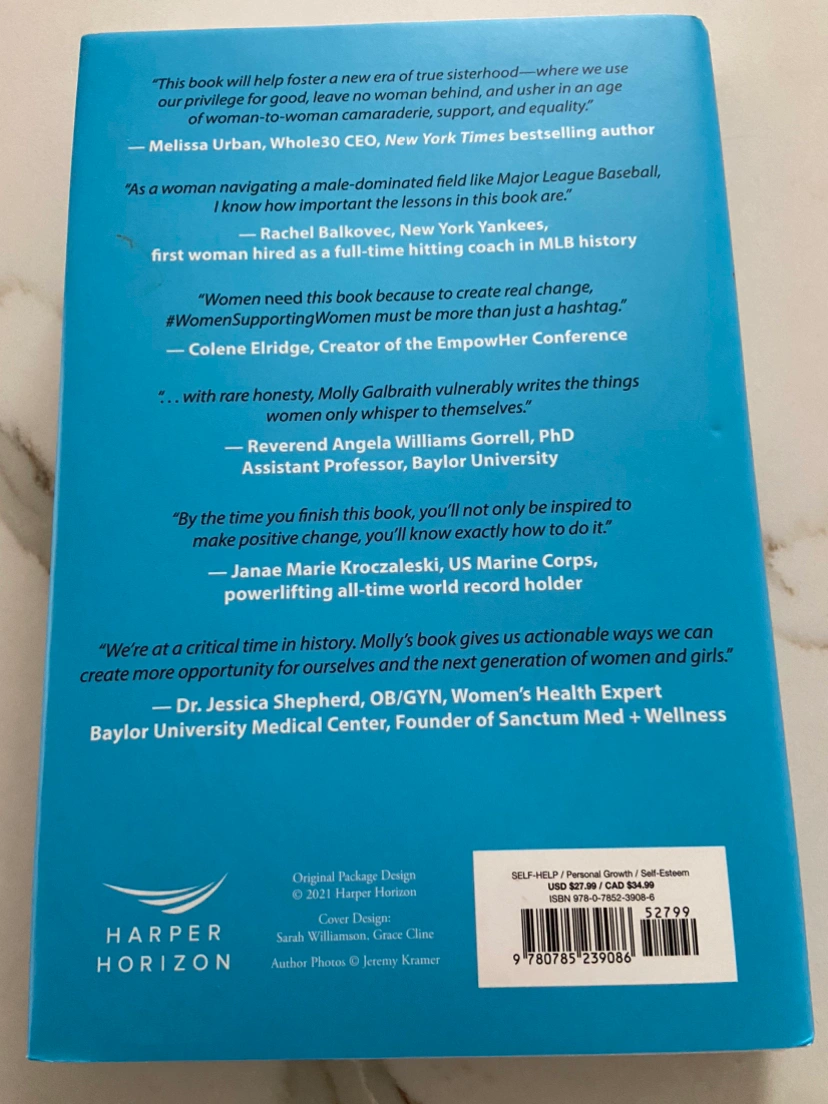 “This book will help foster a new era of true sisterhood—where we use
our privilege for good, leave no woman behind, and usher in an age
of woman-to-woman camaraderie, support, and equality.”
— Melissa Urban, Whole30 CEO, New York Times bestselling author
“As a woman navigating a male-dominated field like Major League Baseball,
I know how important the lessons in this book are.”
— Rachel Balkovec, New York Yankees,
first woman hired as a full-time hitting coach in MLB history
“Women need this book because to create real change,
#WomenSupportingWomen must be more than just a hashtag.”
— Colene Elridge, Creator of the EmpowHer Conference
“. . . with rare honesty, Molly Galbraith vulnerably writes the things
women only whisper to themselves.”
— Reverend Angela Williams Gorrell, PhD
Assistant Professor, Baylor University
“By the time you finish this book, you’ll not only be inspired to
make positive change, you’ll know exactly how to do it.”
— Janae Marie Kroczaleski, US Marine Corps,
powerlifting all-time world record holder
“We’re at a critical time in history. Molly’s book gives us actionable ways we can
create more opportunity for ourselves and the next generation of women and girls.”
— Dr. Jessica Shepherd, OB/GYN, Women’s Health Expert
Baylor University Medical Center, Founder of Sanctum Med + Wellness
HARPER
HORIZON
Original Package Design
© 2021 Harper Horizon
Cover Design:
Sarah Williamson, Grace Cline
Author Photos © Jeremy Kramer
SELF-HELP / Personal Growth / Self-Esteem
USD $27.99 / CAD $34.99
ISBN 978-0-7852-3908-6
52799
9 780785 239086